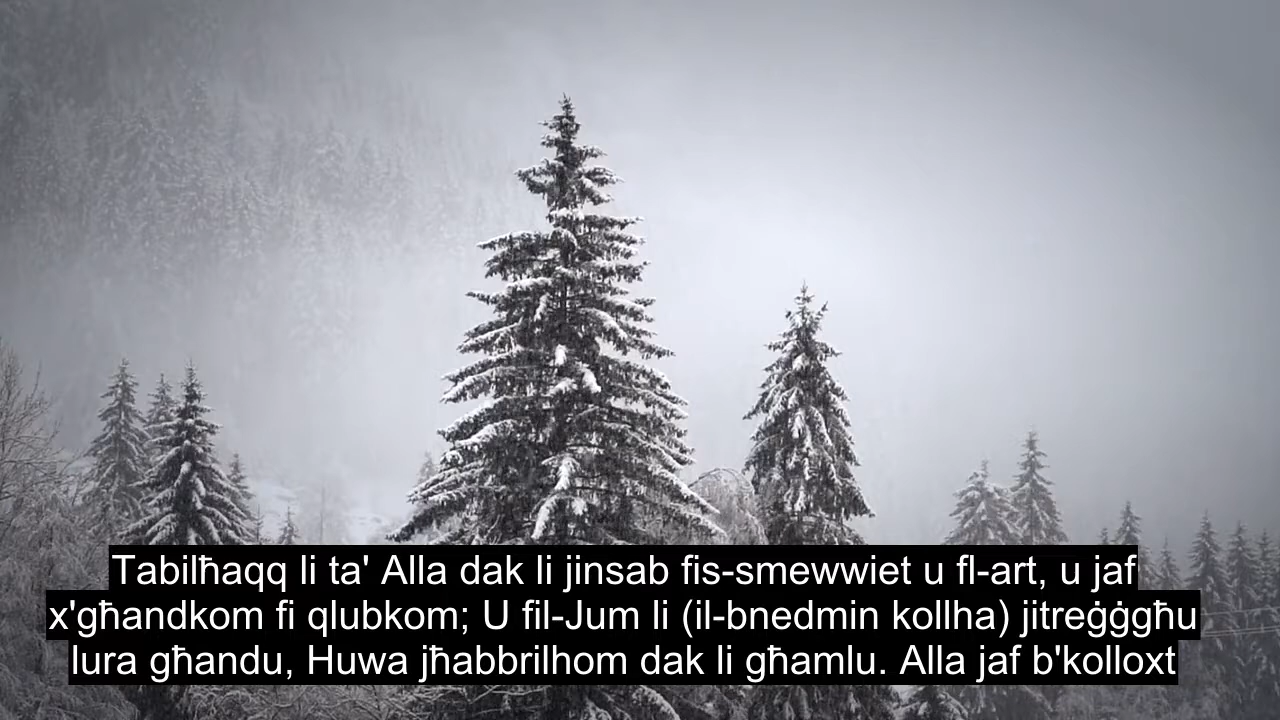 Tabilħaqq li ta' Alla dak li jinsab fis-smewwiet u fl-art, u jaf
x'għandkom fi qlubkom; U fil-Jum li (il-bnedmin kollha) jitreġġgħu
lura għandu, Huwa jħabbrilhom dak li għamlu. Alla jaf b'kolloxt